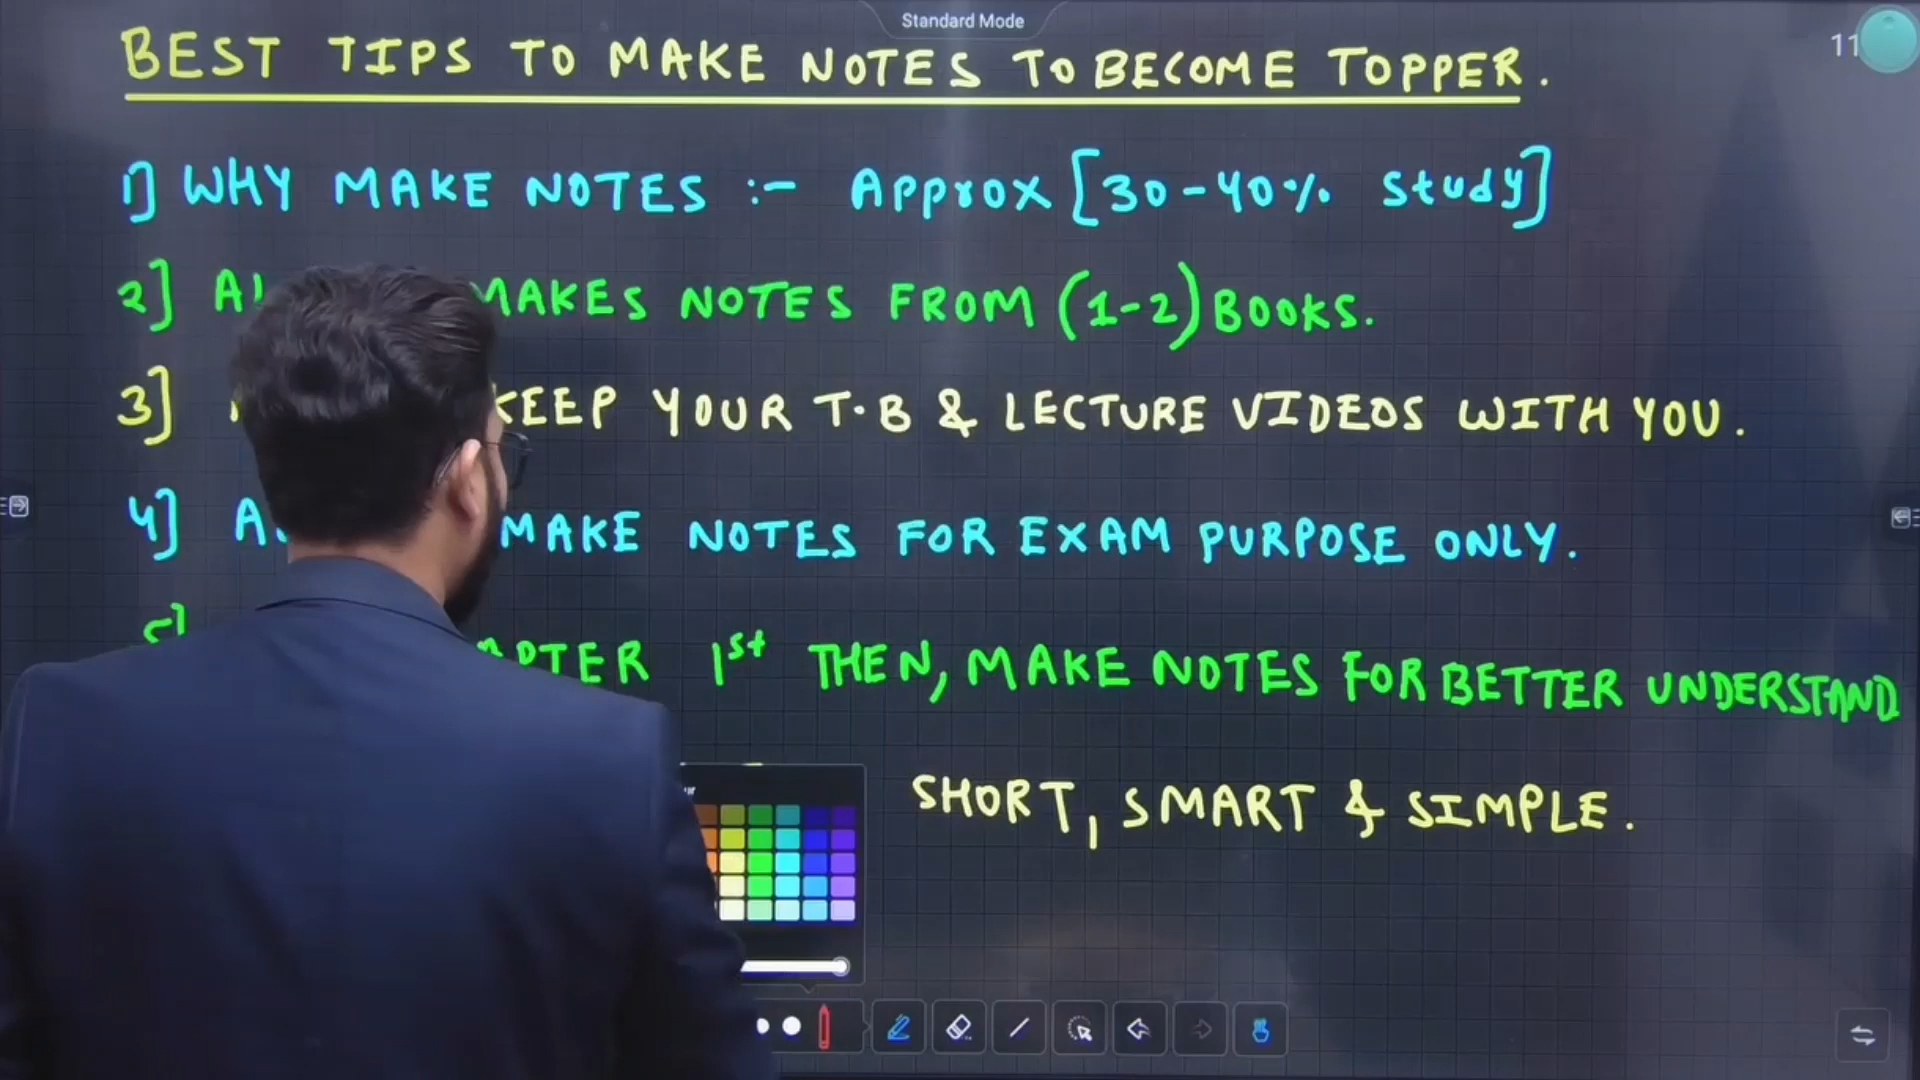 Standard Mode
11
BEST TIPS TO MAKE NOTES TO BECOME TOPPER.
1] WHY MAKE NOTES :- Approx [30-40% study]
2] MAKES NOTES FROM (1-2) BOOKS.
3] KEEP YOUR T.B & LECTURE VIDEOS WITH YOU.
4] MAKE NOTES FOR EXAM PURPOSE ONLY.
5] 1st THEN, MAKE NOTES FOR BETTER UNDERSTAND
SHORT, SMART & SIMPLE.